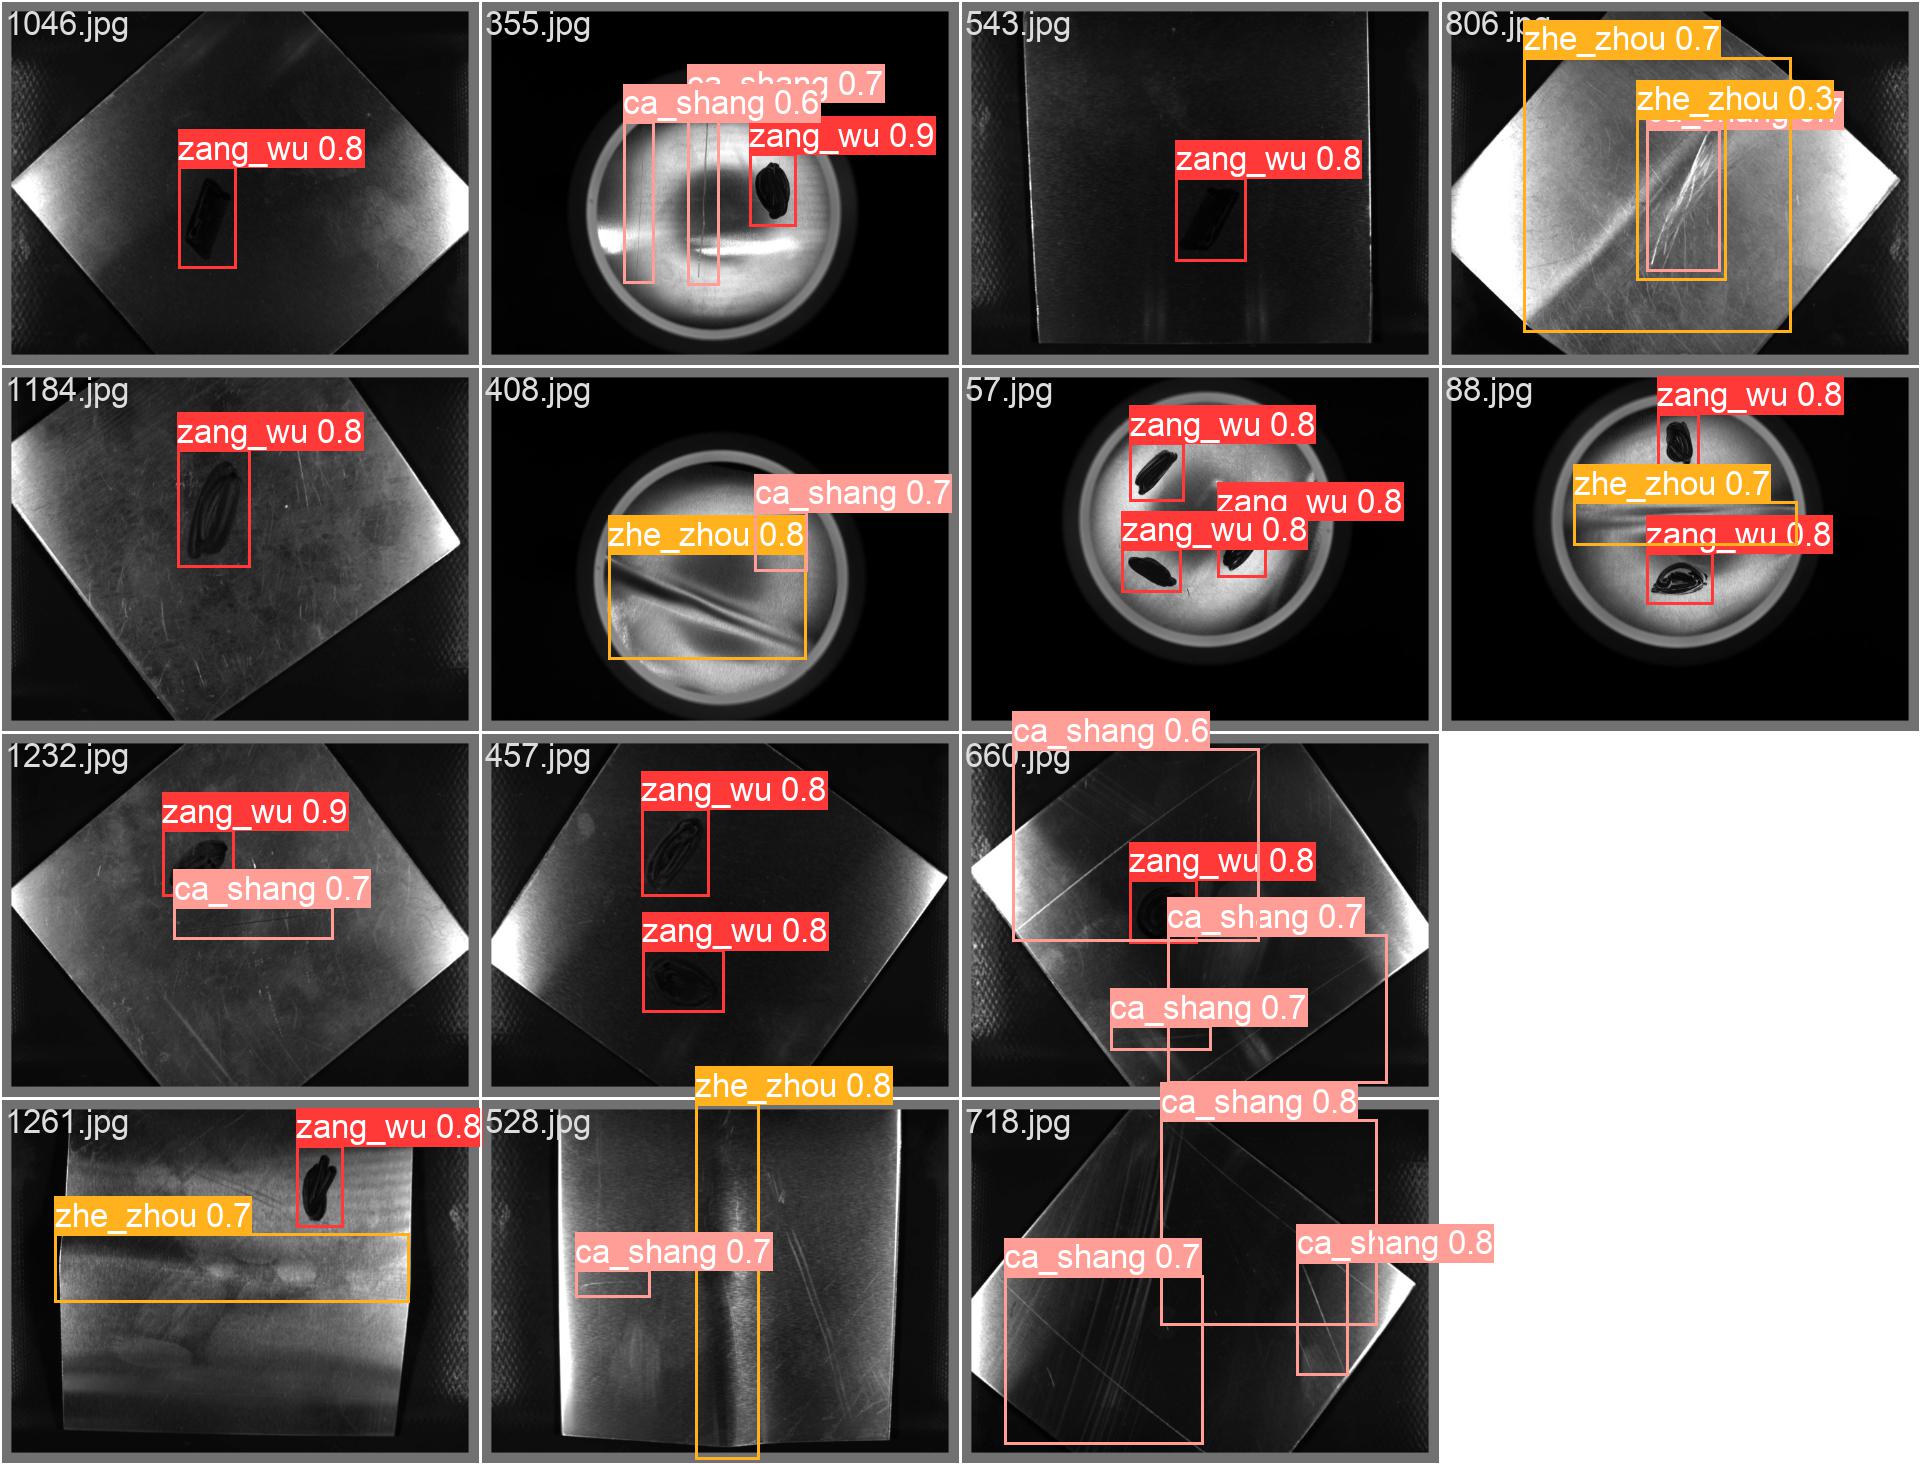 1046.jpg
zang_wu 0.8
355.jpg
ca_shang 0.7
ca_shang 0.6
zang_wu 0.9
543.jpg
zang_wu 0.8
806.jpg
zhe_zhou 0.7
zhe_zhou 0.3
1184.jpg
zang_wu 0.8
408.jpg
ca_shang 0.7
zhe_zhou 0.8
57.jpg
zang_wu 0.8
zang_wu 0.8
zang_wu 0.8
88.jpg
zang_wu 0.8
zhe_zhou 0.7
zang_wu 0.8
1232.jpg
zang_wu 0.9
ca_shang 0.7
457.jpg
zang_wu 0.8
zang_wu 0.8
660.jpg
ca_shang 0.6
zang_wu 0.8
ca_shang 0.7
ca_shang 0.7
1261.jpg
zang_wu 0.8
zhe_zhou 0.7
528.jpg
zhe_zhou 0.8
ca_shang 0.7
718.jpg
ca_shang 0.8
ca_shang 0.8
ca_shang 0.7